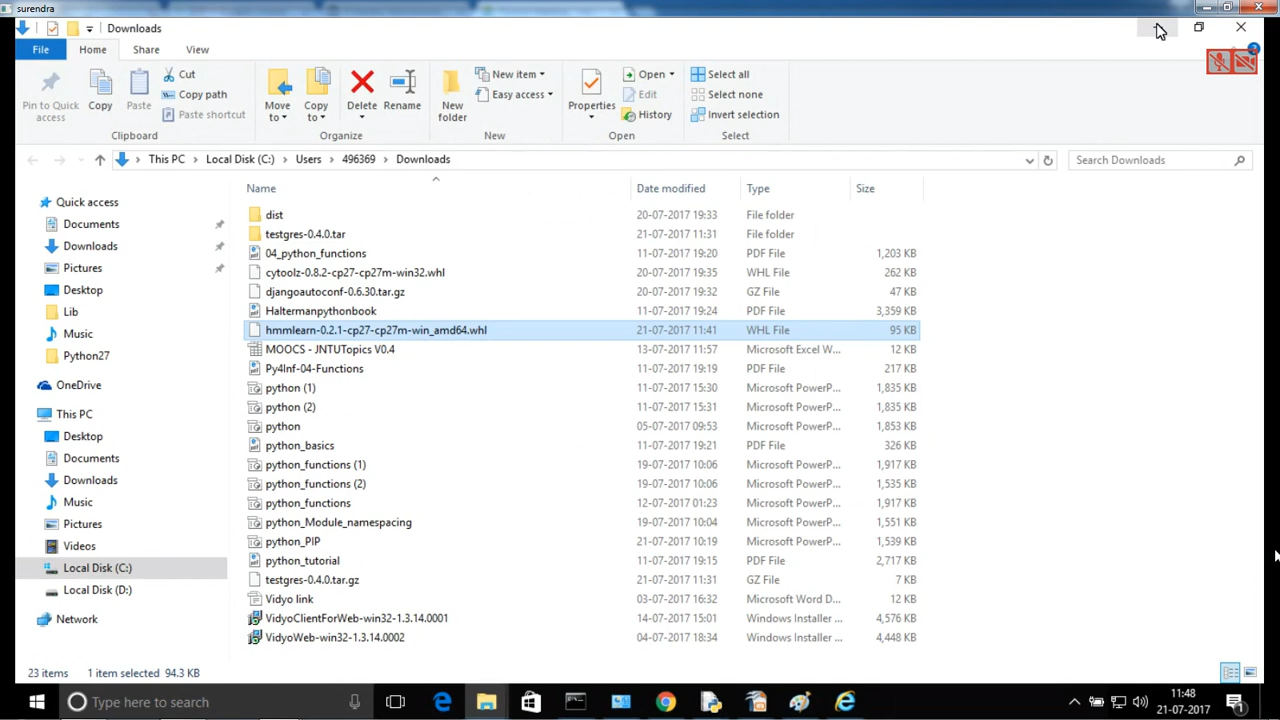 surendra
Downloads
File Home Share View
Pin to Quick access
Copy
Paste
Cut
Copy path
Paste shortcut
Clipboard
Move to
Copy to
Delete
Rename
Organize
New folder
New item
Easy access
New
Properties
Open
Edit
History
Open
Select all
Select none
Invert selection
Select
This PC Local Disk (C:) Users 496369 Downloads
Search Downloads
Quick access
Documents
Downloads
Pictures
Desktop
Lib
Music
Python27
OneDrive
This PC
Desktop
Documents
Downloads
Music
Pictures
Videos
Local Disk (C:)
Local Disk (D:)
Network
Name Date modified Type Size
dist 20-07-2017 19:33 File folder
testgres-0.4.0.tar 21-07-2017 11:31 File folder
04_python_functions 11-07-2017 19:20 PDF File 1,203 KB
cytoolz-0.8.2-cp27-cp27m-win32.whl 20-07-2017 19:35 WHL File 262 KB
djangoautoconf-0.6.30.tar.gz 20-07-2017 19:32 GZ File 47 KB
Haltermanpythonbook 11-07-2017 19:24 PDF File 3,359 KB
hmmlearn-0.2.1-cp27-cp27m-win_amd64.whl 21-07-2017 11:41 WHL File 95 KB
MOOCS - JNTUTopics V0.4 13-07-2017 11:57 Microsoft Excel W... 12 KB
Py4Inf-04-Functions 11-07-2017 19:19 PDF File 217 KB
python (1) 11-07-2017 15:30 Microsoft PowerP... 1,835 KB
python (2) 11-07-2017 15:31 Microsoft PowerP... 1,835 KB
python 05-07-2017 09:53 Microsoft PowerP... 1,853 KB
python_basics 11-07-2017 19:21 PDF File 326 KB
python_functions (1) 19-07-2017 10:06 Microsoft PowerP... 1,917 KB
python_functions (2) 19-07-2017 10:06 Microsoft PowerP... 1,535 KB
python_functions 12-07-2017 01:23 Microsoft PowerP... 1,917 KB
python_Module_namespacing 19-07-2017 10:04 Microsoft PowerP... 1,551 KB
python_PIP 21-07-2017 10:19 Microsoft PowerP... 1,539 KB
python_tutorial 11-07-2017 19:15 PDF File 2,717 KB
testgres-0.4.0.tar.gz 21-07-2017 11:31 GZ File 7 KB
Vidyo link 03-07-2017 16:32 Microsoft Word D... 12 KB
VidyoClientForWeb-win32-1.3.14.0001 14-07-2017 15:01 Windows Installer ... 4,576 KB
VidyoWeb-win32-1.3.14.0002 04-07-2017 18:34 Windows Installer ... 4,448 KB
23 items 1 item selected 94.3 KB
Type here to search
11:48
21-07-2017
1